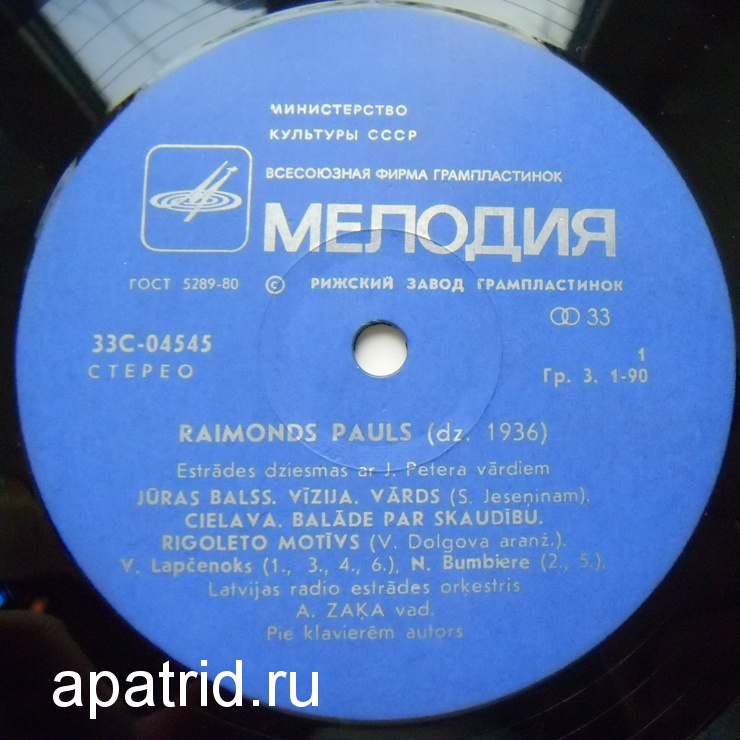 МИНИСТЕРСТВО
КУЛЬТУРЫ СССР
ВСЕСОЮЗНАЯ ФИРМА ГРАМПЛАСТИНОК
МЕЛОДИЯ
ГОСТ 5289-80 © РИЖСКИЙ ЗАВОД ГРАМПЛАСТИНОК
33
33С-04545
СТЕРЕО
1
Гр. 3. 1-90
RAIMONDS PAULS (dz. 1936)
Estrādes dziesmas ar J. Petera vārdiem
JŪRAS BALSS. VĪZIJA. VĀRDS (S. Jeseņinam).
CIELAVA. BALĀDE PAR SKAUDĪBU.
RIGOLETO MOTĪVS (V. Dolgova aranž.).
V. Lapčenoks (1., 3., 4., 6.), N. Bumbiere (2., 5.).
Latvijas radio estrādes orķestris
A. ZAĶA vad.
Pie klavierēm autors
apatrid.ru